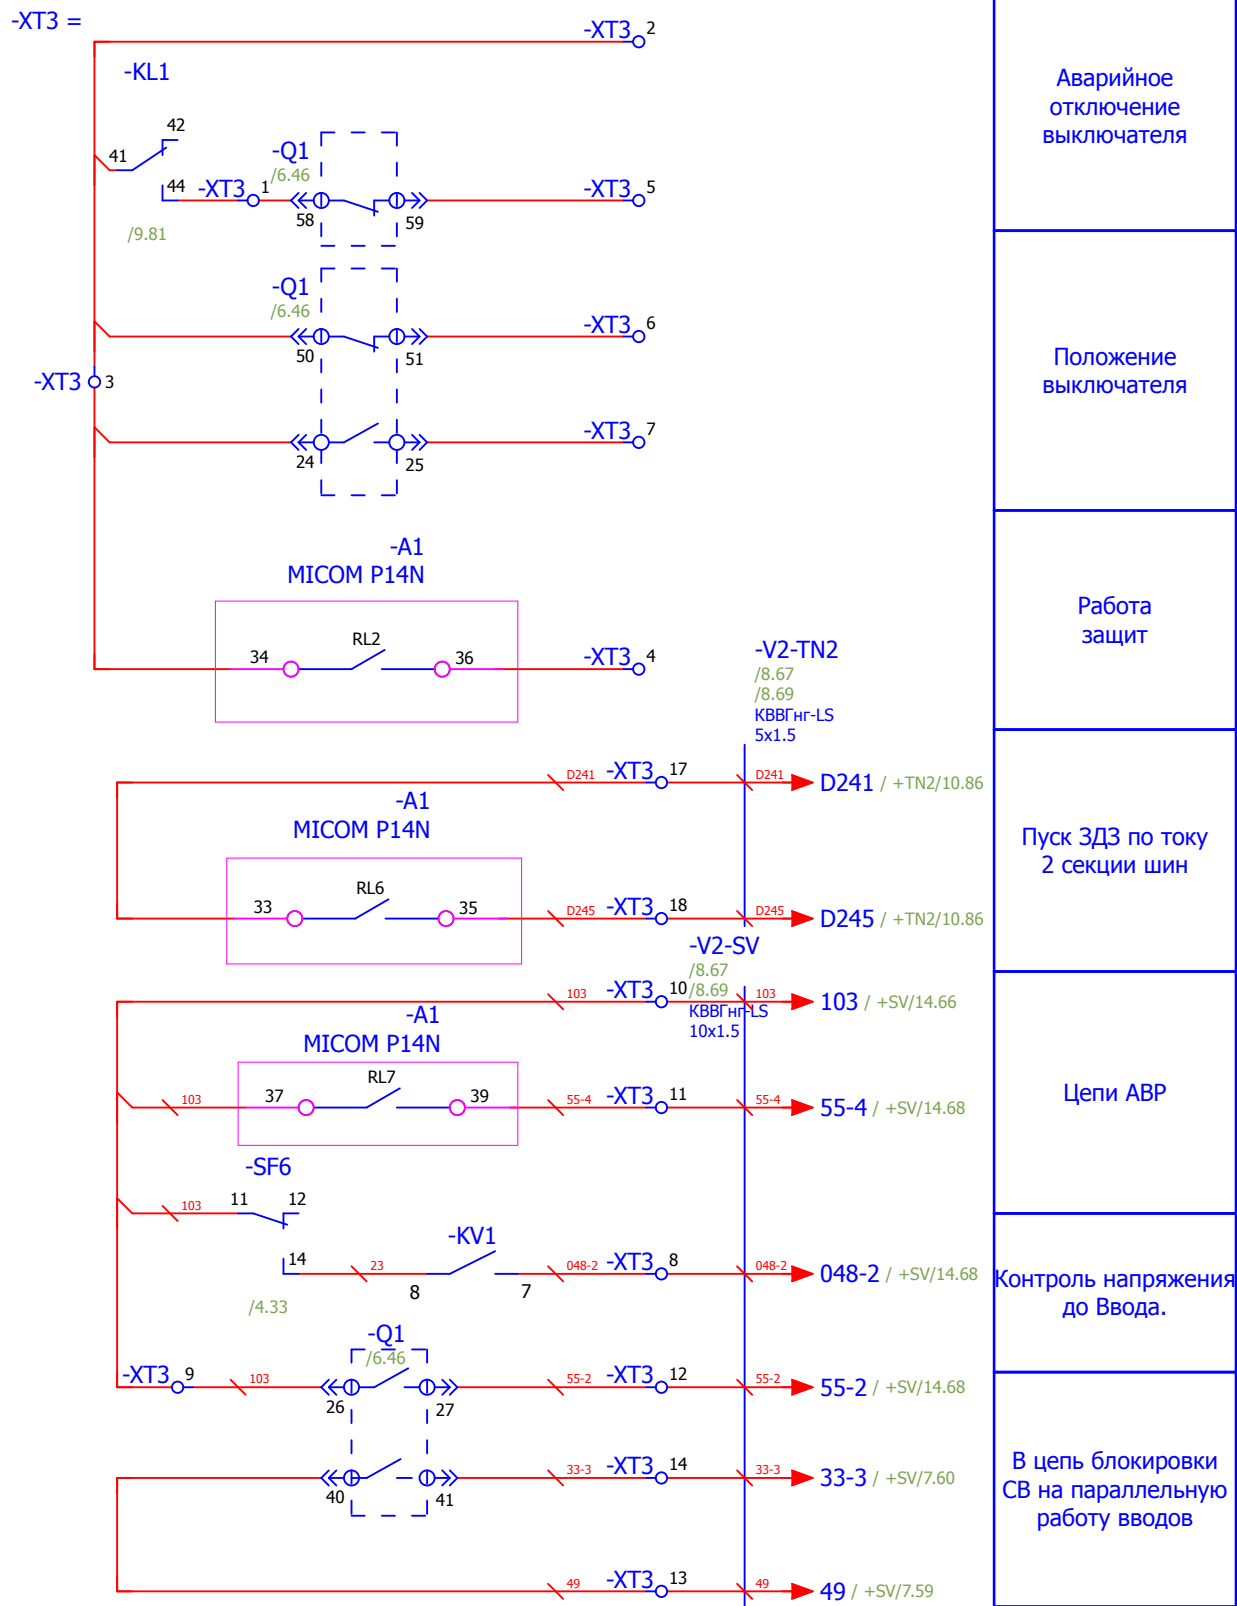 -XT3 =
-XT3 2
-KL1
Аварийное
отключение
выключателя
42
41
-Q1
/6.46
44 -XT3 1
58
59
-XT3 5
/9.81
-Q1
/6.46
50
51
-XT3 6
-XT3 3
Положение
выключателя
24
25
-XT3 7
-A1
MICOM P14N
Работа
защит
34 RL2 36
-XT3 4
-V2-TN2
/8.67
/8.69
КВВГнг-LS
5x1.5
D241 -XT3 17 D241 D241 / +TN2/10.86
-A1
MICOM P14N
Пуск ЗДЗ по току
2 секции шин
33 RL6 35 D245 -XT3 18 D245 D245 / +TN2/10.86
-V2-SV
/8.67
/8.69
КВВГнг-LS
10x1.5
103 -XT3 10 103 103 / +SV/14.66
-A1
MICOM P14N
Цепи АВР
103 37 RL7 39 55-4 -XT3 11 55-4 55-4 / +SV/14.68
-SF6
103 11 12
-KV1
14 23 8 7 048-2 -XT3 8 048-2 048-2 / +SV/14.68
/4.33
Контроль напряжения
до Ввода.
-Q1
/6.46
-XT3 9 103 26 27 55-2 -XT3 12 55-2 55-2 / +SV/14.68
40 41 33-3 -XT3 14 33-3 33-3 / +SV/7.60
В цепь блокировки
СВ на параллельную
работу вводов
49 -XT3 13 49 49 / +SV/7.59